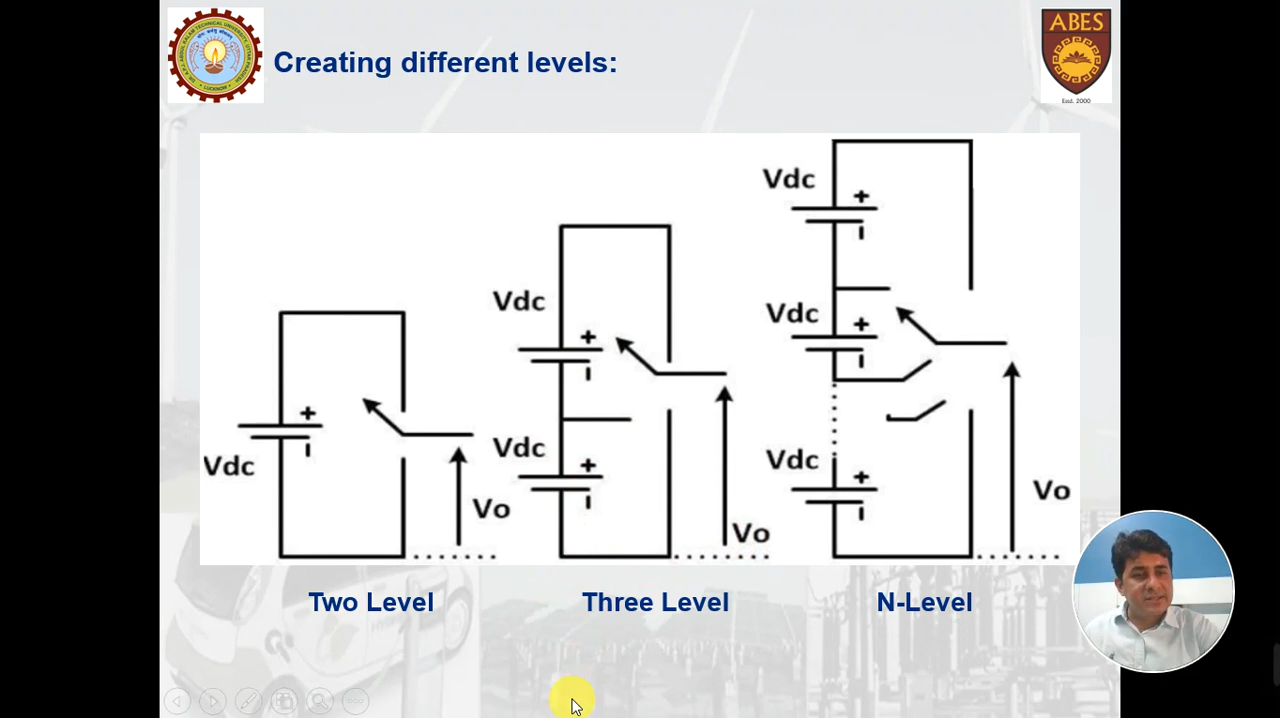 Creating different levels:
ABES
Estd. 2000
Vdc
+
Vo
Two Level
Vdc
+
Vdc
+
Vo
Three Level
Vdc
+
Vdc
+
Vdc
+
Vo
N-Level